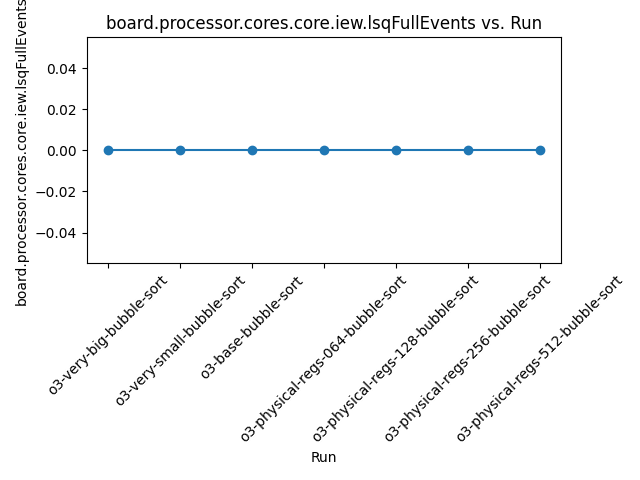 board.processor.cores.core.iew.lsqFullEvents vs. Run
board.processor.cores.core.iew.lsqFullEvents
0.04
0.02
0.00
−0.02
−0.04
o3-very-big-bubble-sort
o3-very-small-bubble-sort
o3-base-bubble-sort
o3-physical-regs-064-bubble-sort
o3-physical-regs-128-bubble-sort
o3-physical-regs-256-bubble-sort
o3-physical-regs-512-bubble-sort
Run